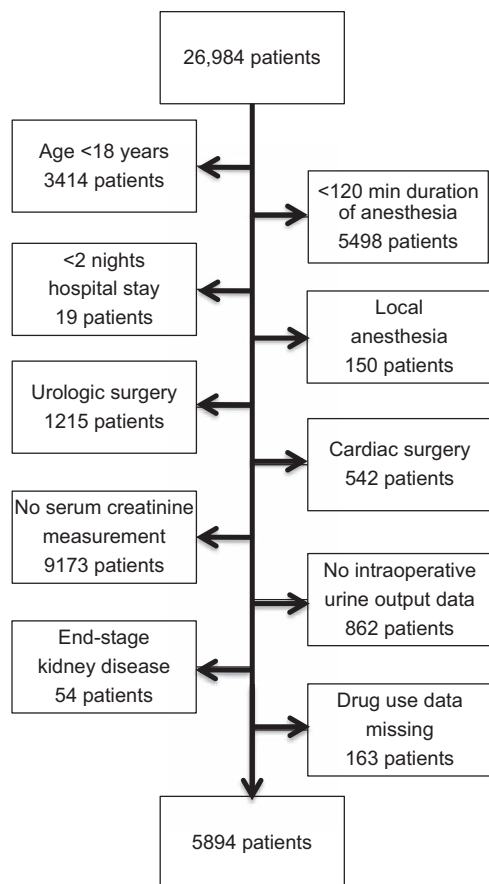 26,984 patients
Age <18 years
3414 patients
<120 min duration
of anesthesia
5498 patients
<2 nights
hospital stay
19 patients
Local
anesthesia
150 patients
Urologic surgery
1215 patients
Cardiac surgery
542 patients
No serum creatinine
measurement
9173 patients
No intraoperative
urine output data
862 patients
End-stage
kidney disease
54 patients
Drug use data
missing
163 patients
5894 patients